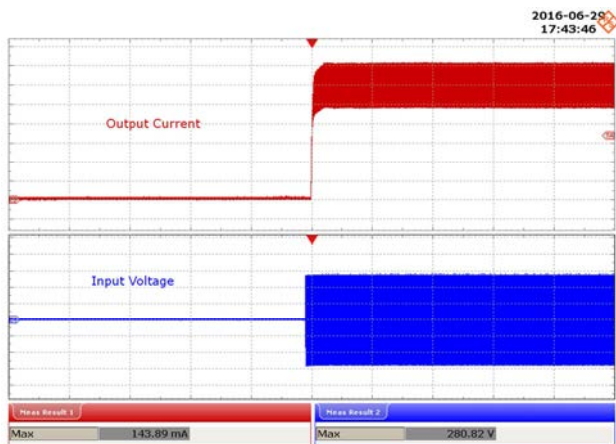 2016-06-29
17:43:46
Output Current
Input Voltage
Meas Result 1
Meas Result 2
Max 143.89 mA
Max 280.82 V